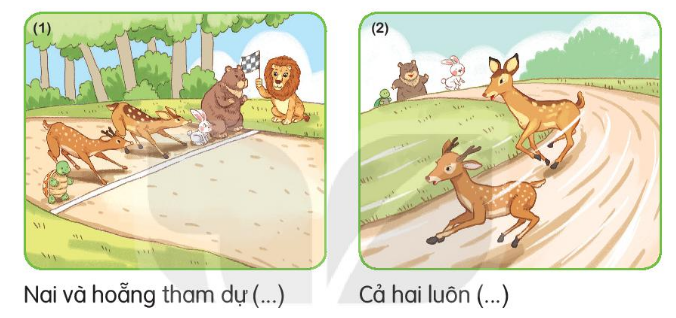 (1)
(2)
Nai và hoẵng tham dự (...)
Cả hai luôn (...)